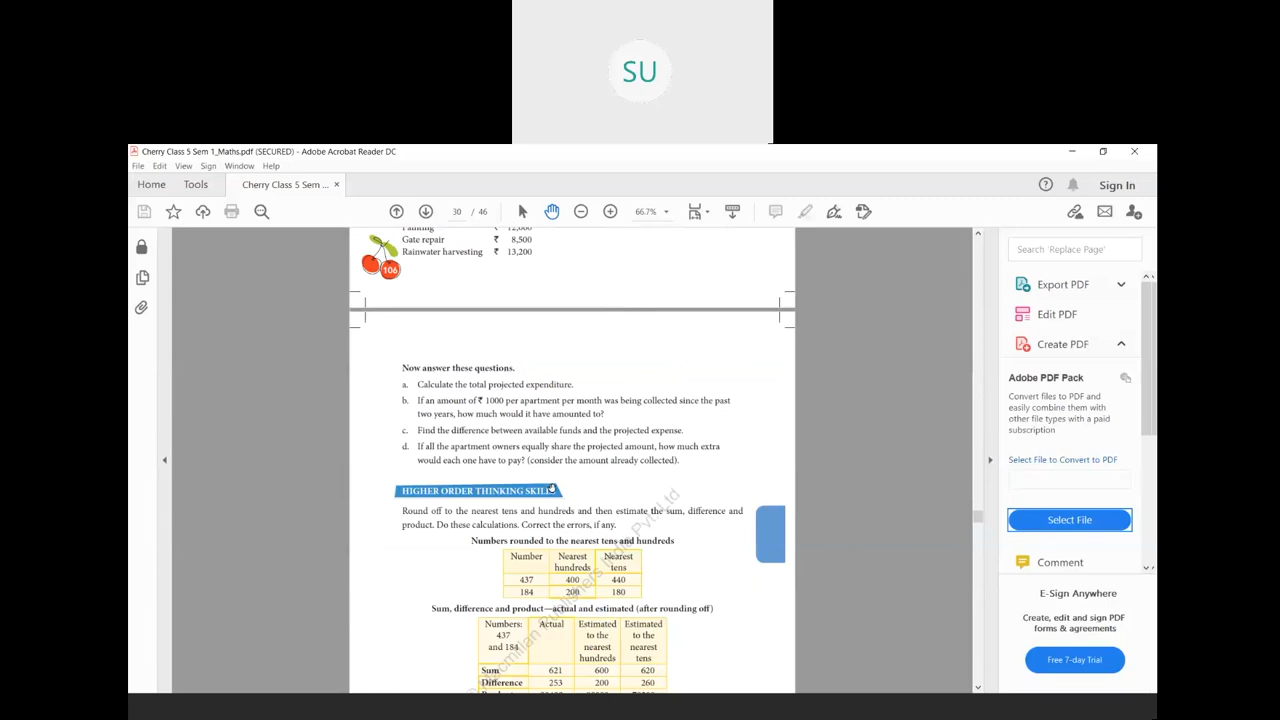 SU
Cherry Class 5 Sem 1_Maths.pdf (SECURED) - Adobe Acrobat Reader DC
File Edit View Sign Window Help
Home Tools Cherry Class 5 Sem ... × Sign In
30 / 46 66.7%
Gate repair ₹ 8,500
Rainwater harvesting ₹ 13,200
106
Now answer these questions.
a. Calculate the total projected expenditure.
b. If an amount of ₹ 1000 per apartment per month was being collected since the past
two years, how much would it have amounted to?
c. Find the difference between available funds and the projected expense.
d. If all the apartment owners equally share the projected amount, how much extra
would each one have to pay? (consider the amount already collected).
HIGHER ORDER THINKING SKILLS
Round off to the nearest tens and hundreds and then estimate the sum, difference and
product. Do these calculations. Correct the errors, if any.
Numbers rounded to the nearest tens and hundreds
Number Nearest Nearest
hundreds tens
437 400 440
184 200 180
Sum, difference and product—actual and estimated (after rounding off)
Numbers: Actual Estimated Estimated
437 to the to the
and 184 nearest nearest
hundreds tens
Sum 621 600 620
Difference 253 200 260
Macmillan Publishers India Pvt. Ltd
Search 'Replace Page'
Export PDF
Edit PDF
Create PDF
Adobe PDF Pack
Convert files to PDF and
easily combine them with
other file types with a paid
subscription
Select File to Convert to PDF
Select File
Comment
E-Sign Anywhere
Create, edit and sign PDF
forms & agreements
Free 7-day Trial